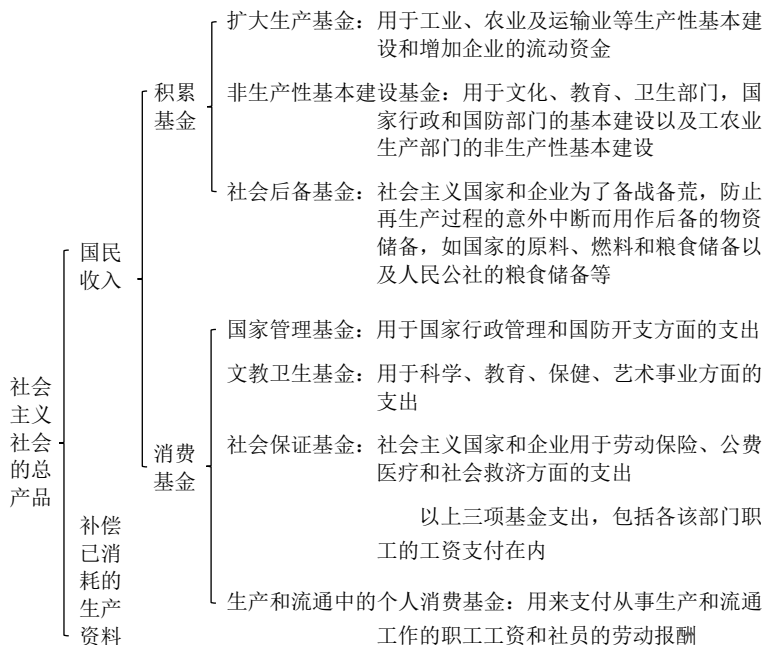 扩大生产基金：用于工业、农业及运输业等生产性基本建
设和增加企业的流动资金
积累
基金
非生产性基本建设基金：用于文化、教育、卫生部门，国
家行政和国防部门的基本建设以及工农业
生产部门的非生产性基本建设
社会后备基金：社会主义国家和企业为了备战备荒，防止
再生产过程的意外中断而用作后备的物资
储备，如国家的原料、燃料和粮食储备以
及人民公社的粮食储备等
国民
收入
国家管理基金：用于国家行政管理和国防开支方面的支出
文教卫生基金：用于科学、教育、保健、艺术事业方面的
支出
社会
主义
社会
的总
产品
消费
基金
社会保证基金：社会主义国家和企业用于劳动保险、公费
医疗和社会救济方面的支出
以上三项基金支出，包括各该部门职
工的工资支付在内
补偿
已消
耗的
生产
资料
生产和流通中的个人消费基金：用来支付从事生产和流通
工作的职工工资和社员的劳动报酬